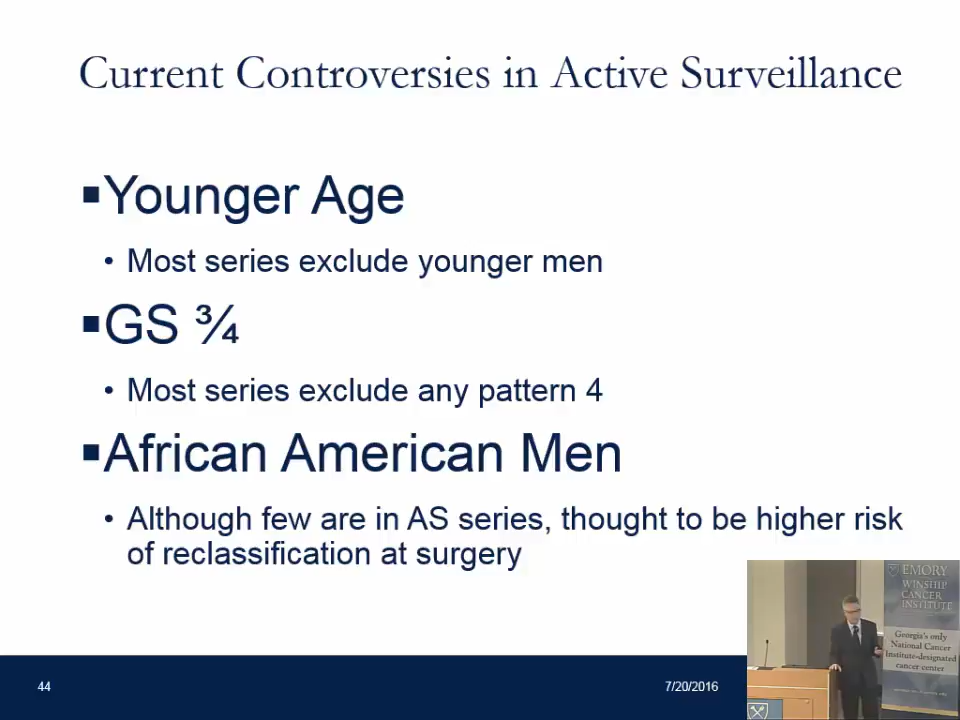 Current Controversies in Active Surveillance
▪Younger Age
• Most series exclude younger men
▪GS ¾
• Most series exclude any pattern 4
▪African American Men
• Although few are in AS series, thought to be higher risk
of reclassification at surgery
EMORY
WINSHIP
CANCER
INSTITUTE
Georgia's only
National Cancer
Institute-designated
cancer center
44
7/20/2016